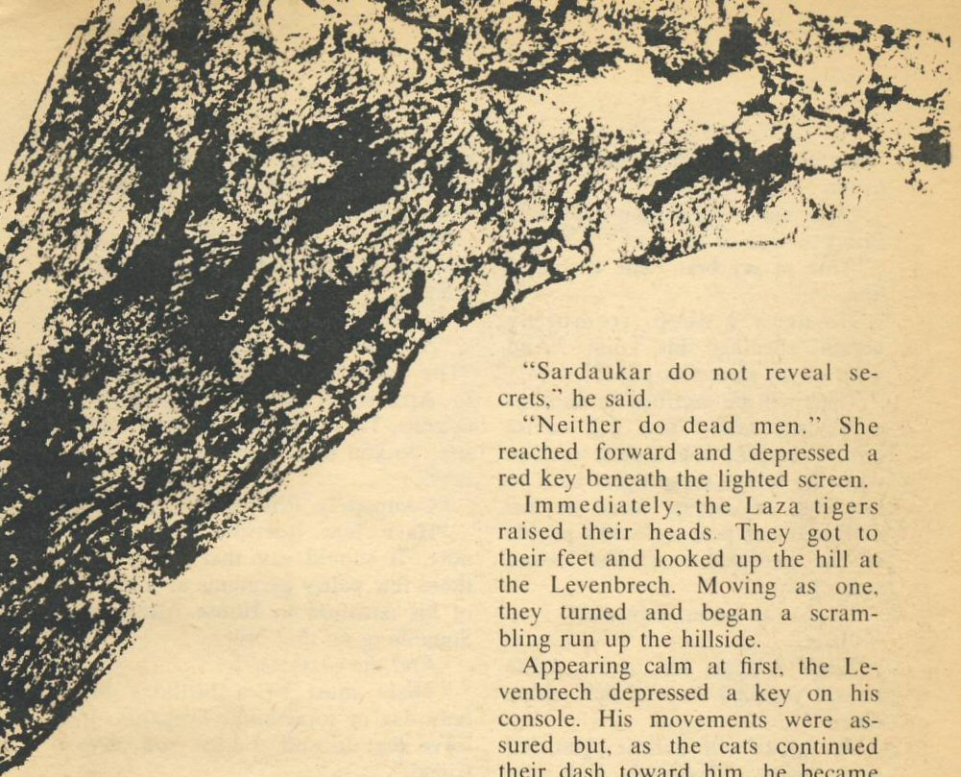 “Sardaukar do not reveal se-
crets,” he said.
“Neither do dead men.” She
reached forward and depressed a
red key beneath the lighted screen.
Immediately, the Laza tigers
raised their heads. They got to
their feet and looked up the hill at
the Levenbrech. Moving as one,
they turned and began a scram-
bling run up the hillside.
Appearing calm at first, the Le-
venbrech depressed a key on his
console. His movements were as-
sured but, as the cats continued
their dash toward him, he became